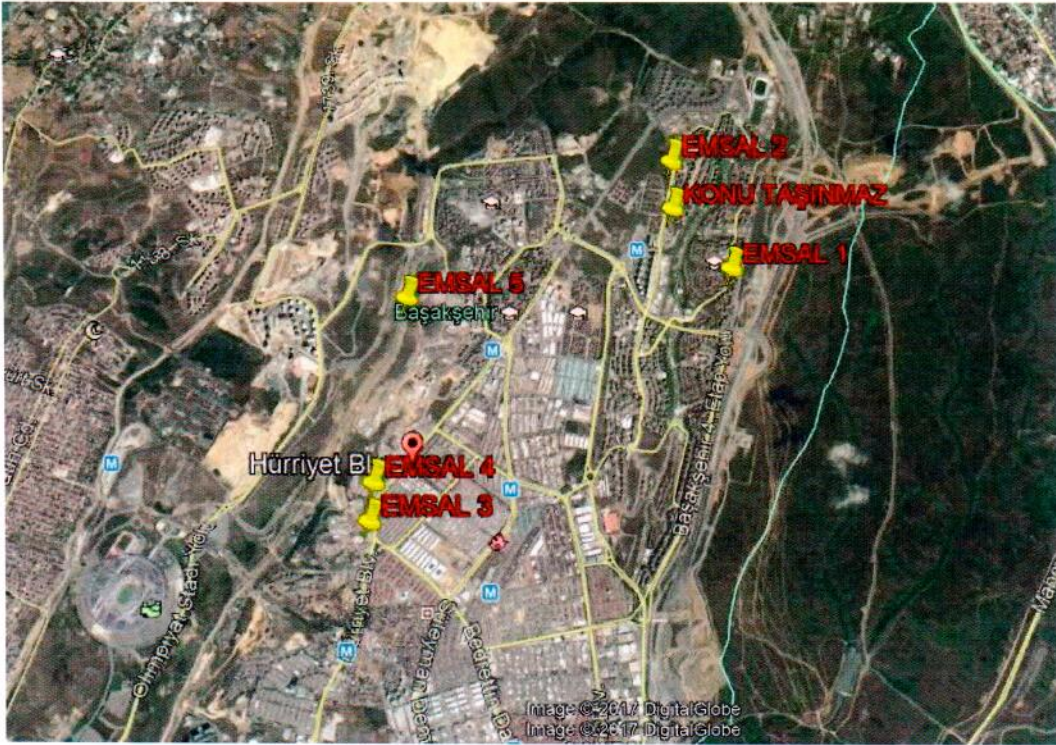 EMSAL 2
KONU TAŞINMAZ
EMSAL 1
EMSAL 5
Başakşehir
M
M
M
M
M
M
Hürriyet Bl
EMSAL 4
EMSAL 3
Başakşehir 4. Etap Yolu
Olimpiyat Stadı Yolu
Image © 2017 DigitalGlobe
Image © 2017 DigitalGlobe